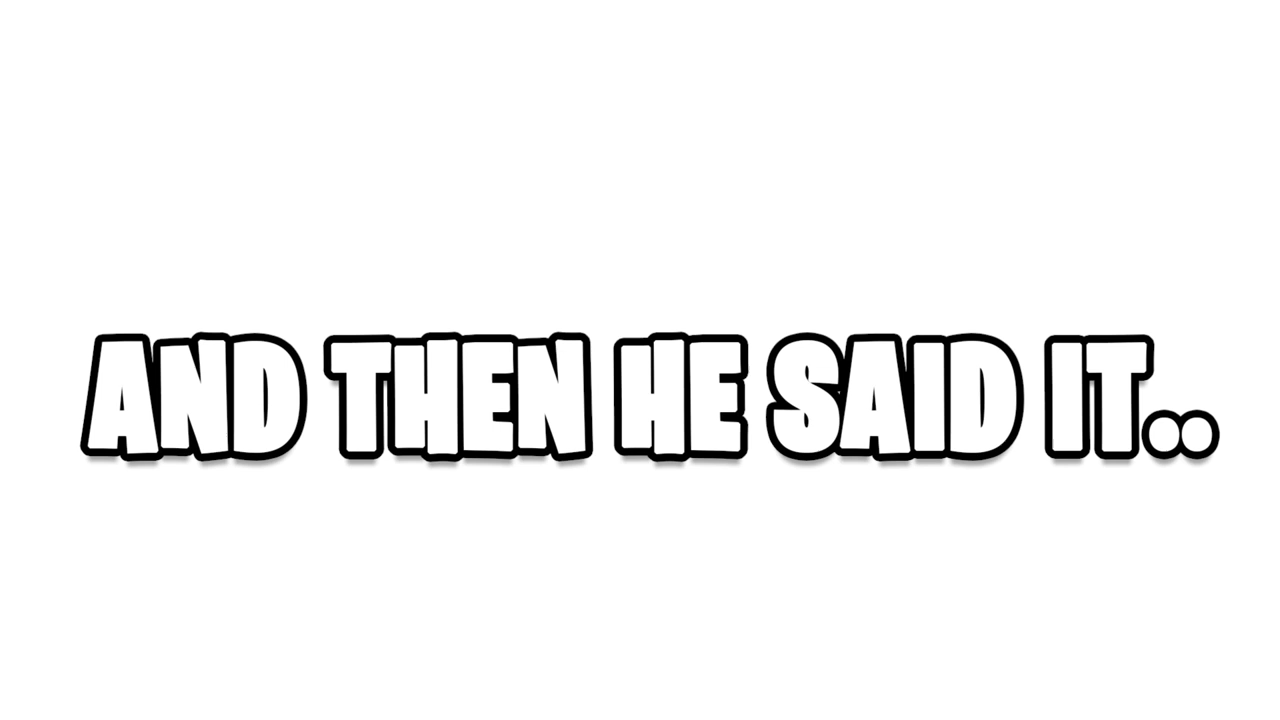 AND THEN HE SAID IT..